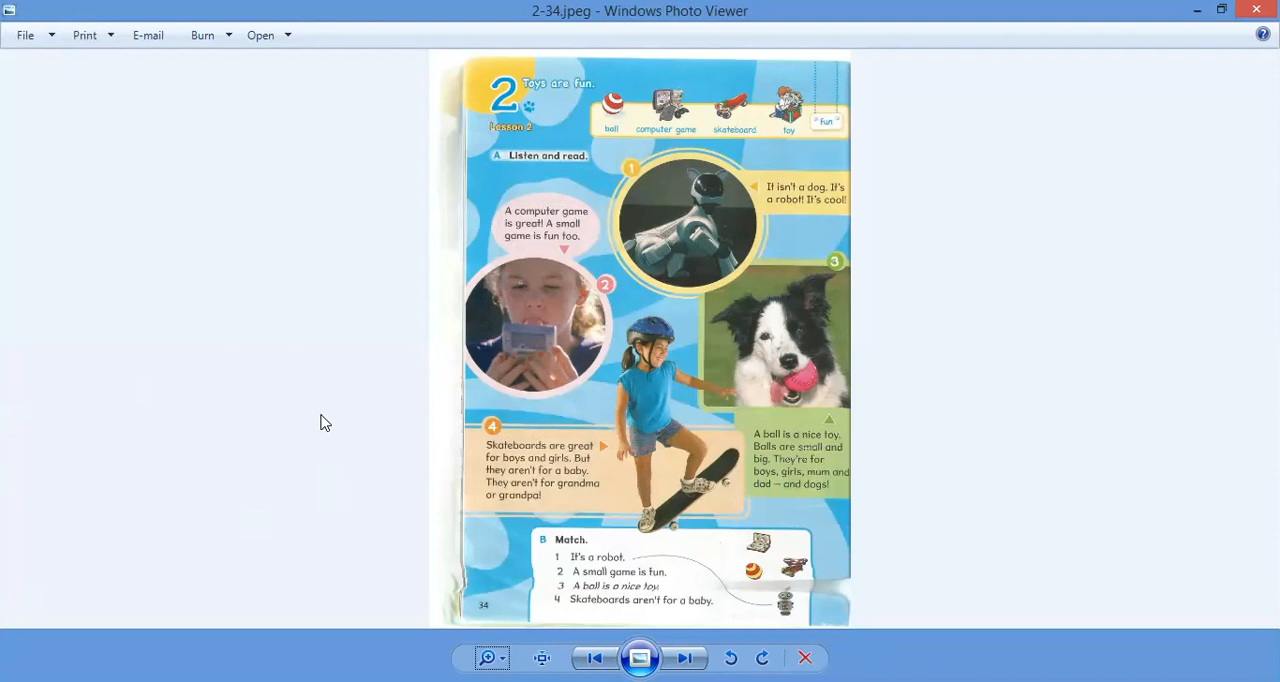 2-34.jpeg - Windows Photo Viewer
File
Print
E-mail
Burn
Open
2
Toys are fun.
Lesson 2
ball
computer game
skateboard
toy
Fun
A Listen and read.
1
It isn't a dog. It's
a robot! It's cool!
A computer game
is great! A small
game is fun too.
2
3
A ball is a nice toy.
Balls are small and
big. They're for
boys, girls, mum and
dad – and dogs!
4
Skateboards are great
for boys and girls. But
they aren't for a baby.
They aren't for grandma
or grandpa!
B Match.
1 It's a robot.
2 A small game is fun.
3 A ball is a nice toy.
4 Skateboards aren't for a baby.
34